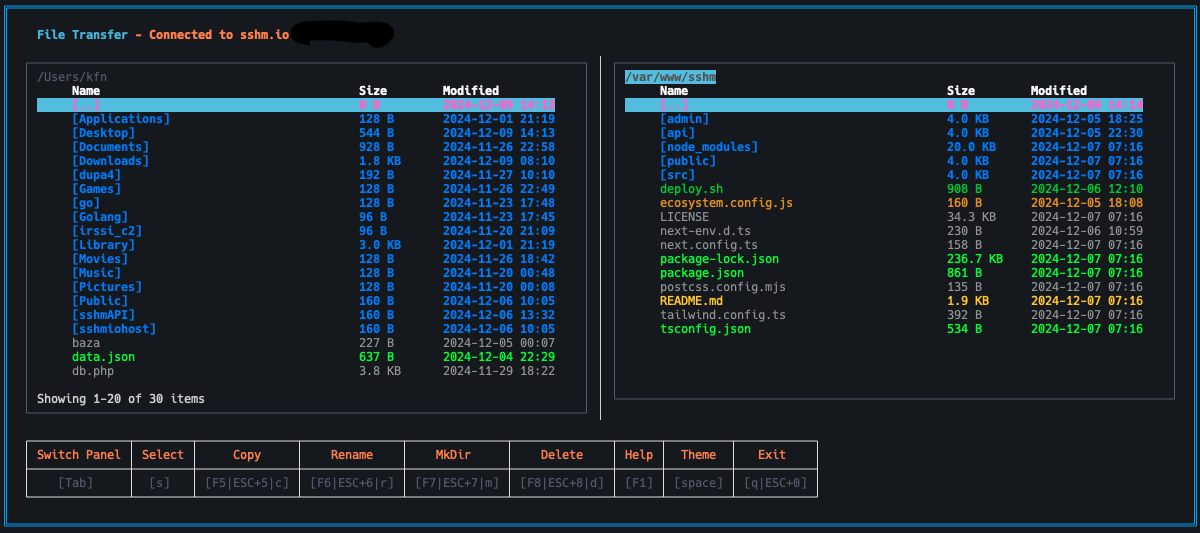 File Transfer - Connected to sshm.io
/Users/kfn
Name Size Modified
[..] 0 B 2024-12-09 14:13
[Applications] 128 B 2024-12-01 21:19
[Desktop] 544 B 2024-12-09 14:13
[Documents] 928 B 2024-11-26 22:58
[Downloads] 1.8 KB 2024-12-09 08:10
[dupa4] 192 B 2024-11-27 10:10
[Games] 128 B 2024-11-26 22:49
[go] 128 B 2024-11-23 17:48
[Golang] 96 B 2024-11-23 17:45
[irssi_c2] 96 B 2024-11-20 21:09
[Library] 3.0 KB 2024-12-01 21:19
[Movies] 128 B 2024-11-26 18:42
[Music] 128 B 2024-11-20 00:48
[Pictures] 128 B 2024-11-20 00:08
[Public] 160 B 2024-12-06 10:05
[sshmAPI] 160 B 2024-12-06 13:32
[sshmiohost] 160 B 2024-12-06 10:05
baza 227 B 2024-12-05 00:07
data.json 637 B 2024-12-04 22:29
db.php 3.8 KB 2024-11-29 18:22
Showing 1-20 of 30 items
/var/www/sshm
Name Size Modified
[..] 0 B 2024-12-09 14:14
[admin] 4.0 KB 2024-12-05 18:25
[api] 4.0 KB 2024-12-05 22:30
[node_modules] 20.0 KB 2024-12-07 07:16
[public] 4.0 KB 2024-12-07 07:16
[src] 4.0 KB 2024-12-07 07:16
deploy.sh 908 B 2024-12-06 12:10
ecosystem.config.js 160 B 2024-12-05 18:08
LICENSE 34.3 KB 2024-12-07 07:16
next-env.d.ts 230 B 2024-12-06 10:59
next.config.ts 158 B 2024-12-07 07:16
package-lock.json 236.7 KB 2024-12-07 07:16
package.json 861 B 2024-12-07 07:16
postcss.config.mjs 135 B 2024-12-07 07:16
README.md 1.9 KB 2024-12-07 07:16
tailwind.config.ts 392 B 2024-12-07 07:16
tsconfig.json 534 B 2024-12-07 07:16
Switch Panel Select Copy Rename MkDir Delete Help Theme Exit
[Tab] [s] [F5|ESC+5|c] [F6|ESC+6|r] [F7|ESC+7|m] [F8|ESC+8|d] [F1] [space] [q|ESC+0]